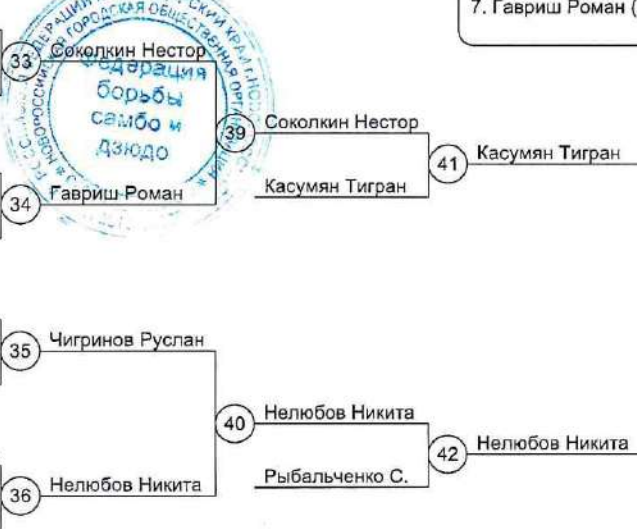 7. Гавриш Роман (
33
Соколкин Нестор
Федерация
борьбы
самбо и
дзюдо
39
Соколкин Нестор
41
Касумян Тигран
Касумян Тигран
34
Гавриш Роман
35
Чигринов Руслан
40
Нелюбов Никита
42
Нелюбов Никита
Рыбальченко С.
36
Нелюбов Никита